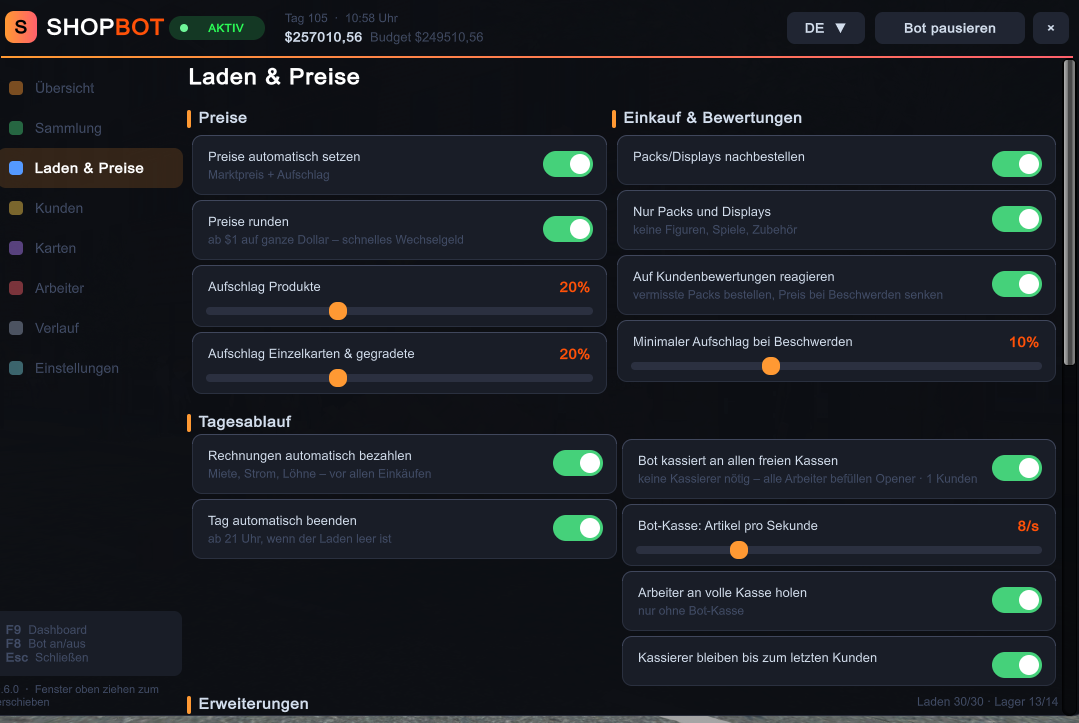 S SHOPBOT AKTIV
Tag 105 · 10:58 Uhr
$257010,56 Budget $249510,56
DE ▼
Bot pausieren
×
Übersicht
Sammlung
Laden & Preise
Kunden
Karten
Arbeiter
Verlauf
Einstellungen
F9 Dashboard
F8 Bot an/aus
Esc Schließen
.6.0 · Fenster oben ziehen zum
erschieben
Laden & Preise
Preise
Preise automatisch setzen
Marktpreis + Aufschlag
Preise runden
ab $1 auf ganze Dollar – schnelles Wechselgeld
Aufschlag Produkte 20%
Aufschlag Einzelkarten & gegradete 20%
Einkauf & Bewertungen
Packs/Displays nachbestellen
Nur Packs und Displays
keine Figuren, Spiele, Zubehör
Auf Kundenbewertungen reagieren
vermisste Packs bestellen, Preis bei Beschwerden senken
Minimaler Aufschlag bei Beschwerden 10%
Tagesablauf
Rechnungen automatisch bezahlen
Miete, Strom, Löhne – vor allen Einkäufen
Tag automatisch beenden
ab 21 Uhr, wenn der Laden leer ist
Bot kassiert an allen freien Kassen
keine Kassierer nötig – alle Arbeiter befüllen Opener · 1 Kunden
Bot-Kasse: Artikel pro Sekunde 8/s
Arbeiter an volle Kasse holen
nur ohne Bot-Kasse
Kassierer bleiben bis zum letzten Kunden
Erweiterungen
Laden 30/30 · Lager 13/14